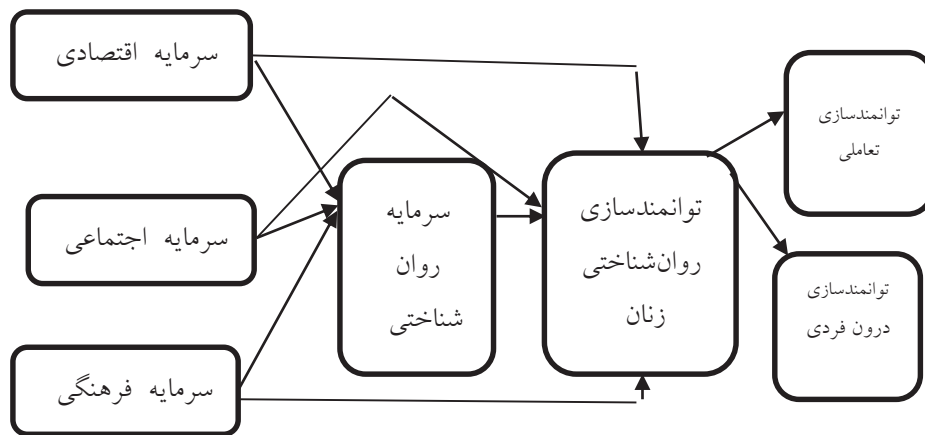 سرمایه اقتصادی
سرمایه اجتماعی
سرمایه فرهنگی
سرمایه
روان
شناختی
توانمندسازی
روان‌شناختی
زنان
توانمندسازی
تعاملی
توانمندسازی
درون فردی